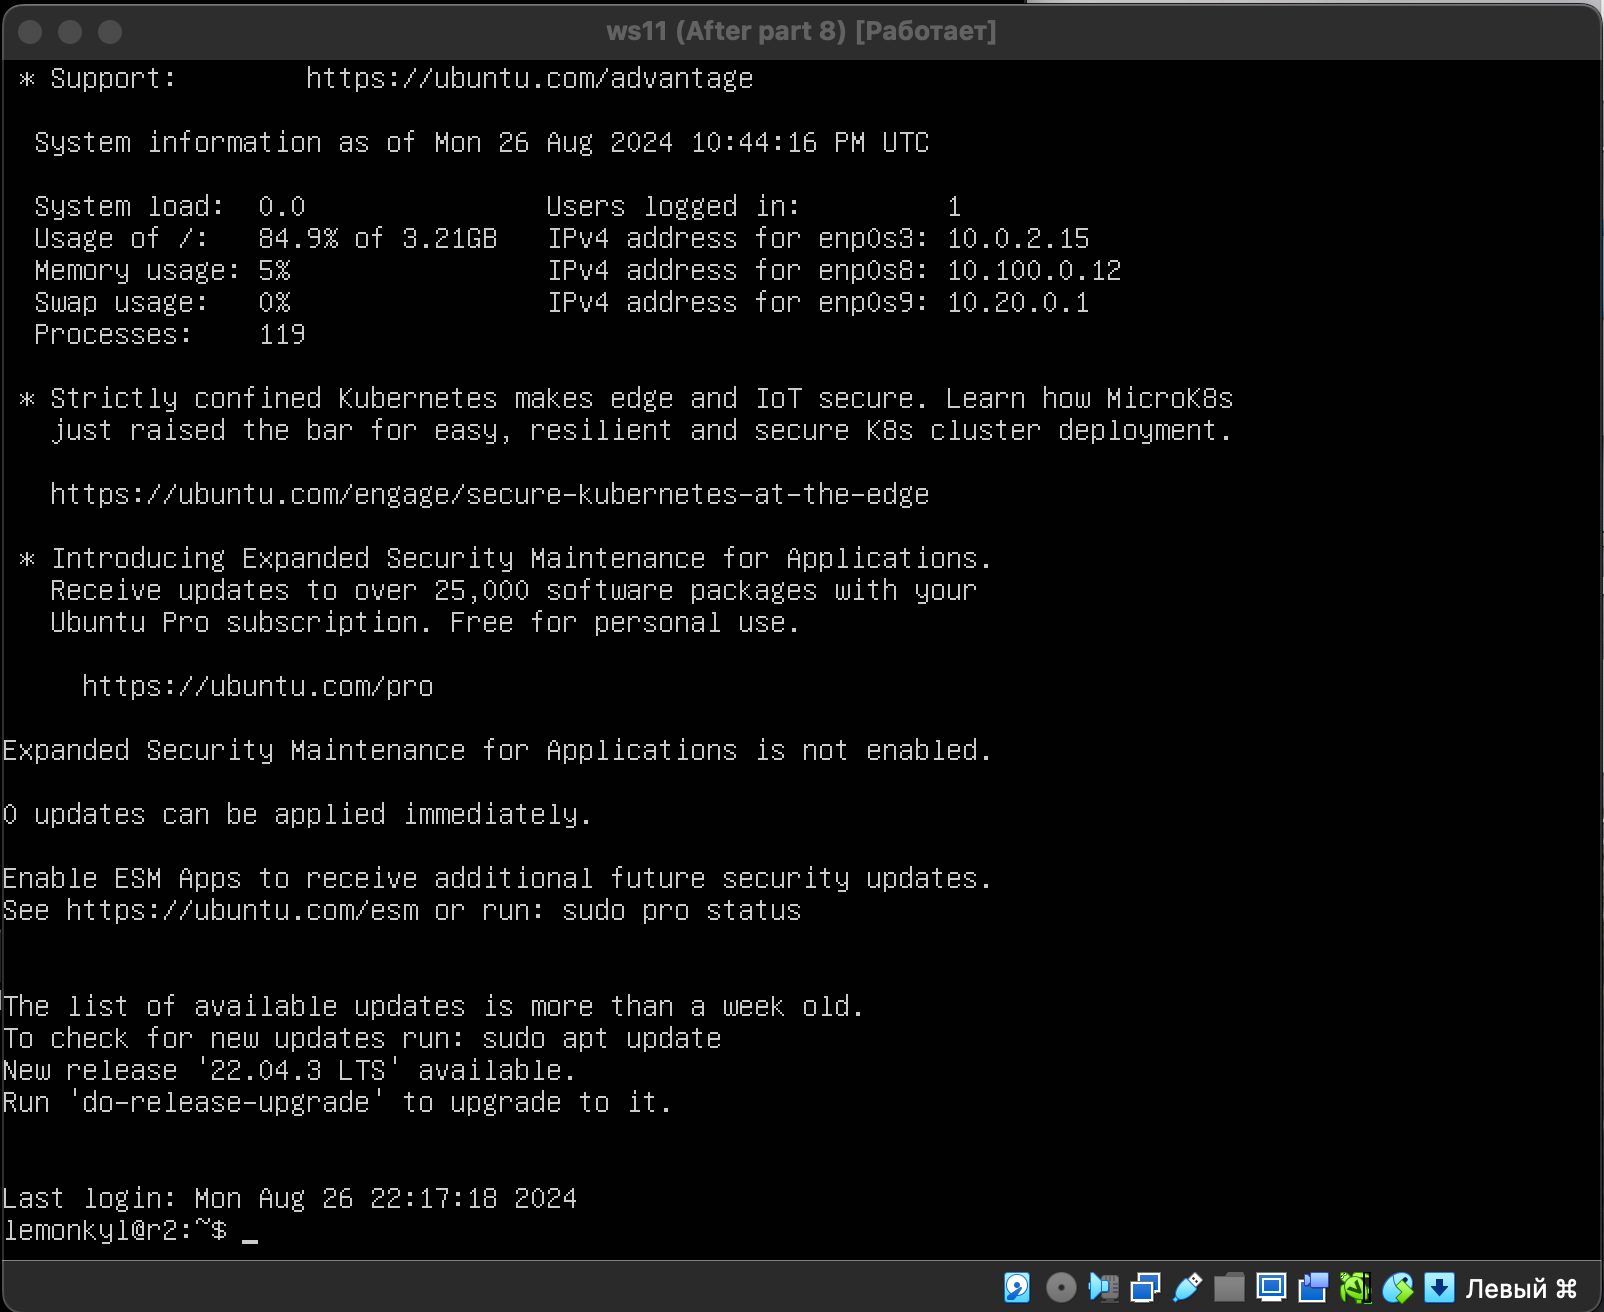 ws11 (After part 8) [Работает]
* Support:        https://ubuntu.com/advantage
System information as of Mon 26 Aug 2024 10:44:16 PM UTC
System load:  0.0               Users logged in:         1
Usage of /:   84.9% of 3.21GB   IPv4 address for enp0s3: 10.0.2.15
Memory usage: 5%                IPv4 address for enp0s8: 10.100.0.12
Swap usage:   0%                IPv4 address for enp0s9: 10.20.0.1
Processes:    119
* Strictly confined Kubernetes makes edge and IoT secure. Learn how MicroK8s
just raised the bar for easy, resilient and secure K8s cluster deployment.
https://ubuntu.com/engage/secure-kubernetes-at-the-edge
* Introducing Expanded Security Maintenance for Applications.
Receive updates to over 25,000 software packages with your
Ubuntu Pro subscription. Free for personal use.
https://ubuntu.com/pro
Expanded Security Maintenance for Applications is not enabled.
0 updates can be applied immediately.
Enable ESM Apps to receive additional future security updates.
See https://ubuntu.com/esm or run: sudo pro status
The list of available updates is more than a week old.
To check for new updates run: sudo apt update
New release '22.04.3 LTS' available.
Run 'do-release-upgrade' to upgrade to it.
Last login: Mon Aug 26 22:17:18 2024
lemonkyl@r2:~$ _
Левый ⌘